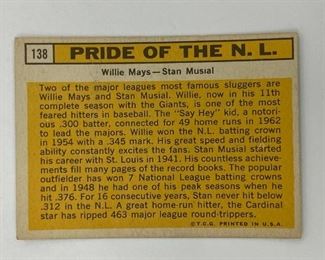 138
PRIDE OF THE N. L.
Willie Mays—Stan Musial
Two of the major leagues most famous sluggers are
Willie Mays and Stan Musial. Willie, now in his 11th
complete season with the Giants, is one of the most
feared hitters in baseball. The "Say Hey" kid, a notori-
ous .300 batter, connected for 49 home runs in 1962
to lead the majors. Willie won the N.L. batting crown
in 1954 with a .345 mark. His great speed and fielding
ability constantly excites the fans. Stan Musial started
his career with St. Louis in 1941. His countless achieve-
ments fill many pages of the record books. The popular
outfielder has won 7 National League batting crowns
and in 1948 he had one of his peak seasons when
he hit .376. For 16 consecutive years, Stan never hit below
.312 in the N. L. A great home-run hitter, the Cardinal
star has ripped 463 major league round-trippers.
©T.C.G. PRINTED IN U.S.A.